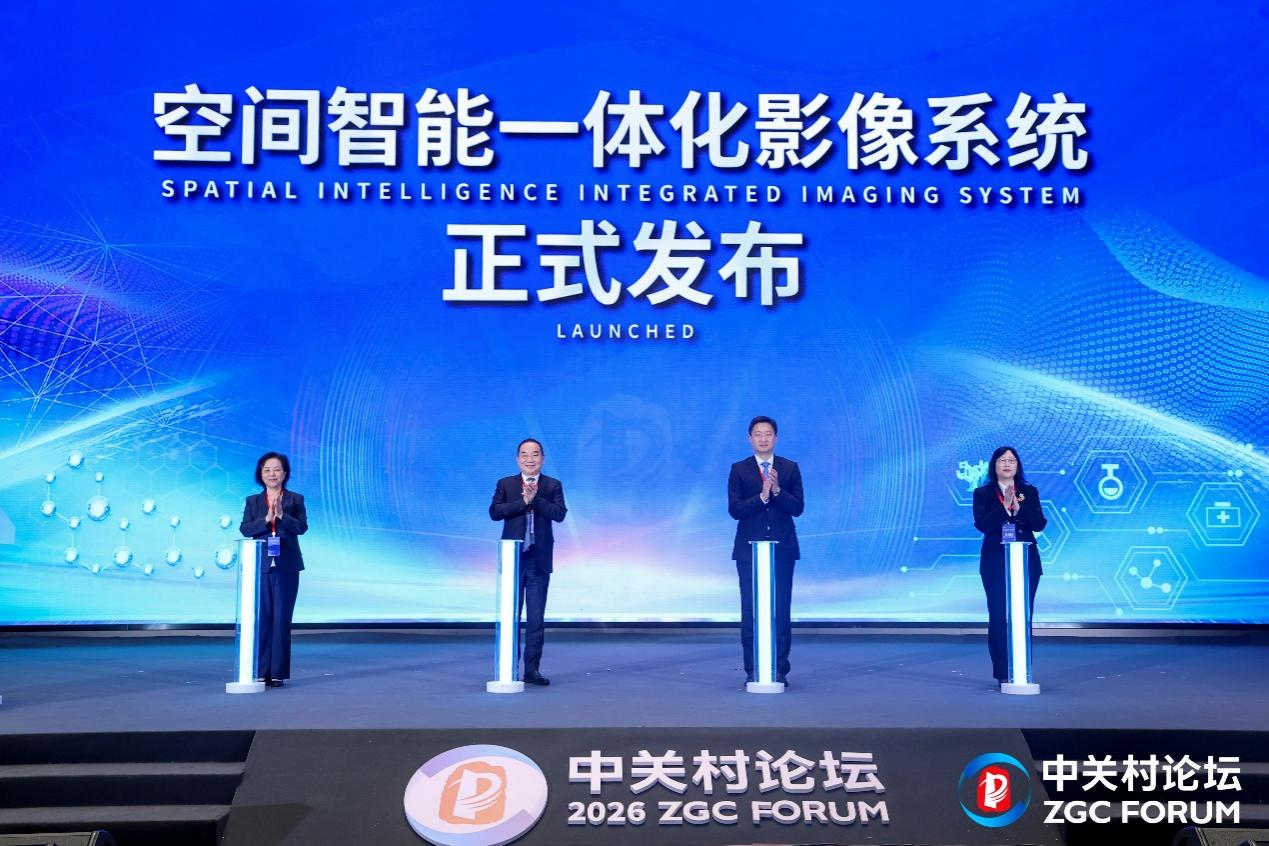 空间智能一体化影像系统
SPATIAL INTELLIGENCE INTEGRATED IMAGING SYSTEM
正式发布
LAUNCHED
中关村论坛
2026 ZGC FORUM
中关村论坛
ZGC FORUM